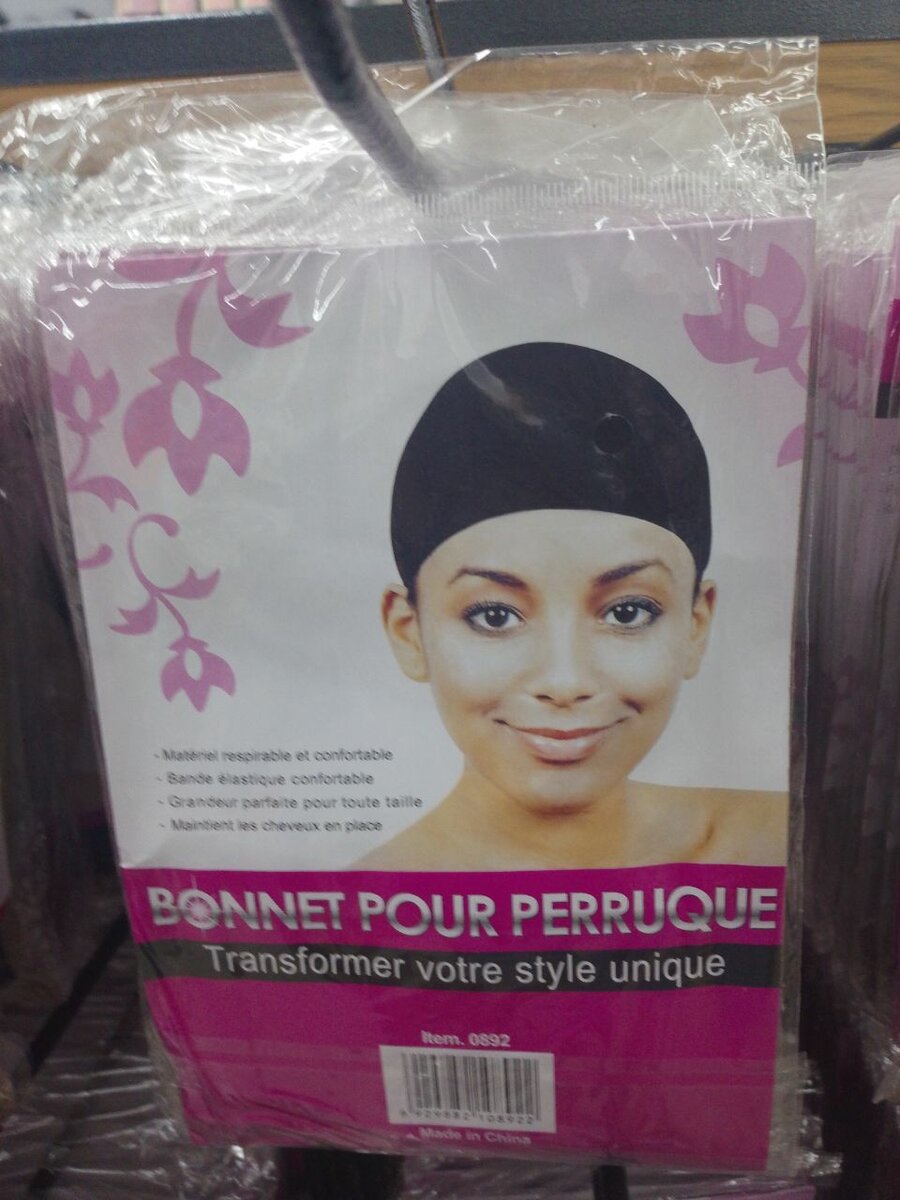 - Matériel respirable et confortable
- Bande élastique confortable
- Grandeur parfaite pour toute taille
- Maintient les cheveux en place
BONNET POUR PERRUQUE
Transformer votre style unique
Item. 0892
Made in China